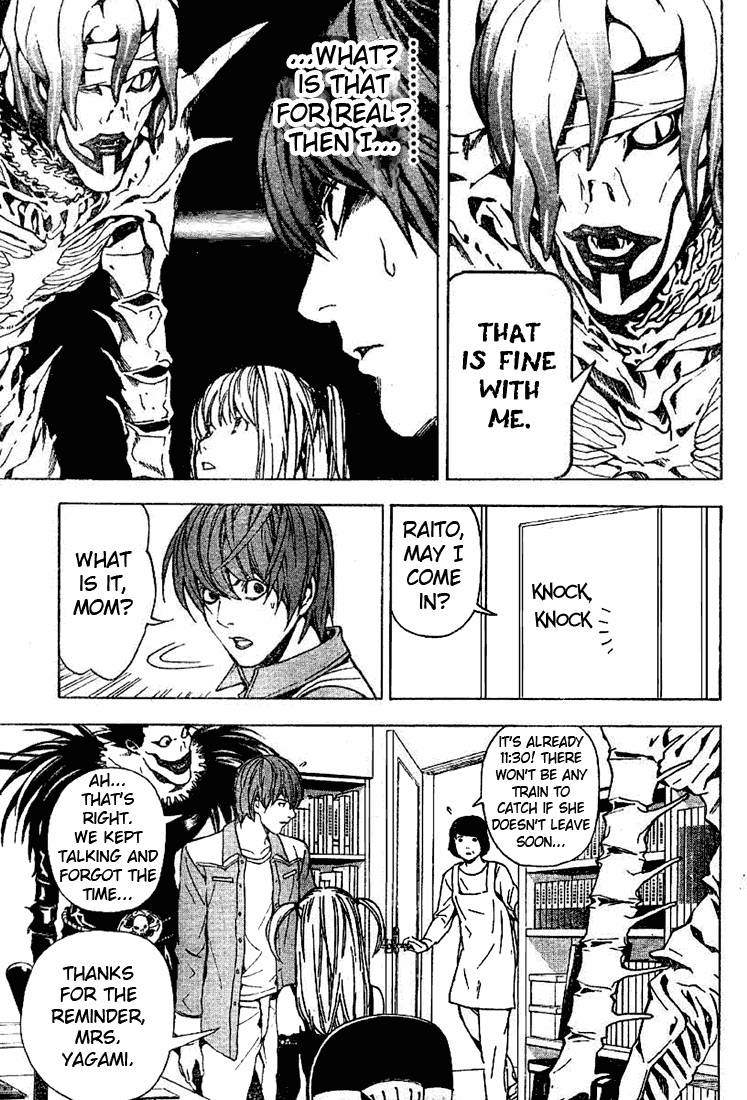 THAT
IS FINE
WITH
ME.
...WHAT?
IS THAT
FOR REAL?
THEN I...
KNOCK,
KNOCK
RAITO,
MAY I
COME
IN?
WHAT
IS IT,
MOM?
IT'S ALREADY
11:30! THERE
WON'T BE ANY
TRAIN TO
CATCH IF SHE
DOESN'T LEAVE
SOON...
AH...
THAT'S
RIGHT.
WE KEPT
TALKING AND
FORGOT THE
TIME...
THANKS
FOR THE
REMINDER,
MRS.
YAGAMI.